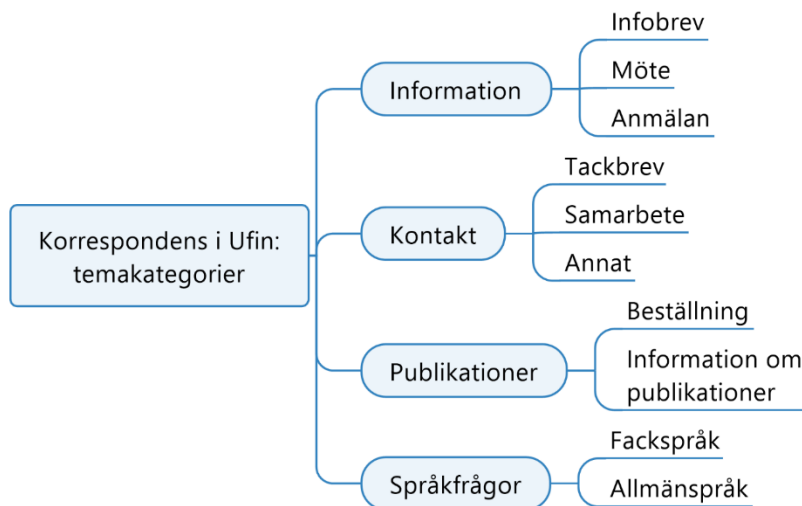 Korrespondens i Ufin:
temakategorier
Information
Infobrev
Möte
Anmälan
Kontakt
Tackbrev
Samarbete
Annat
Publikationer
Beställning
Information om
publikationer
Språkfrågor
Fackspråk
Allmänspråk